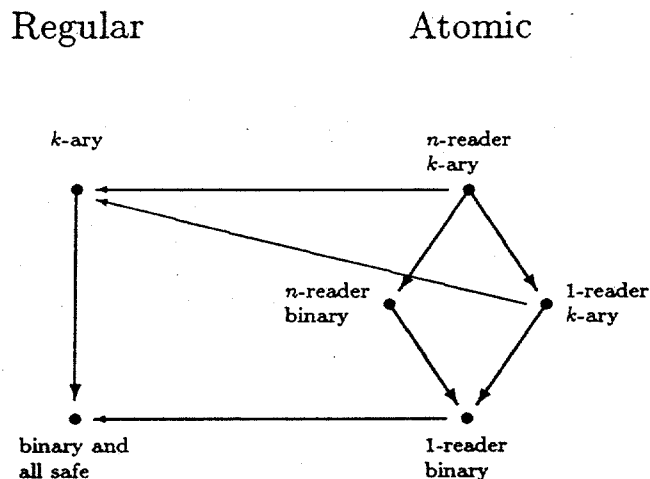 Regular
Atomic
k-ary
n-reader
k-ary
n-reader
binary
1-reader
k-ary
binary and
all safe
1-reader
binary